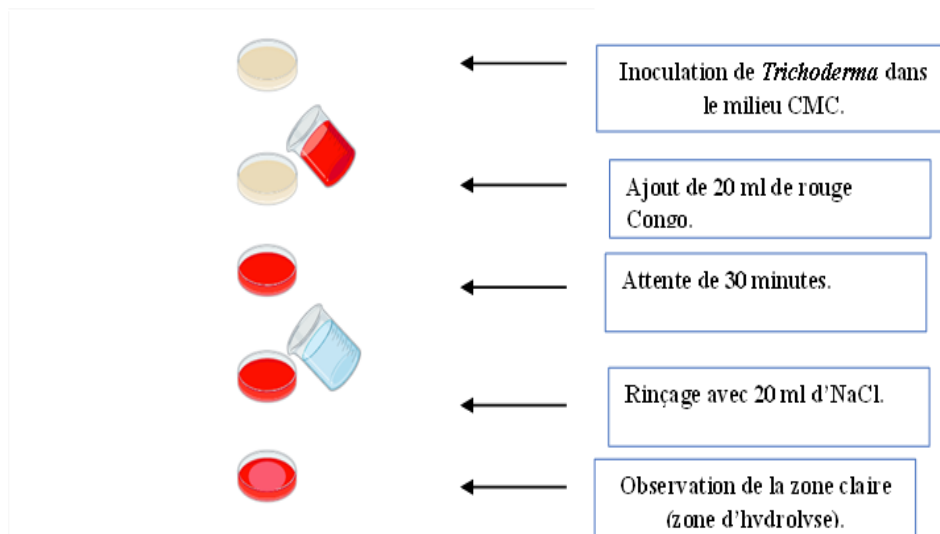 Inoculation de Trichoderma dans
le milieu CMC.
Ajout de 20 ml de rouge
Congo.
Attente de 30 minutes.
Rinçage avec 20 ml d’NaCl.
Observation de la zone claire
(zone d’hydrolyse).